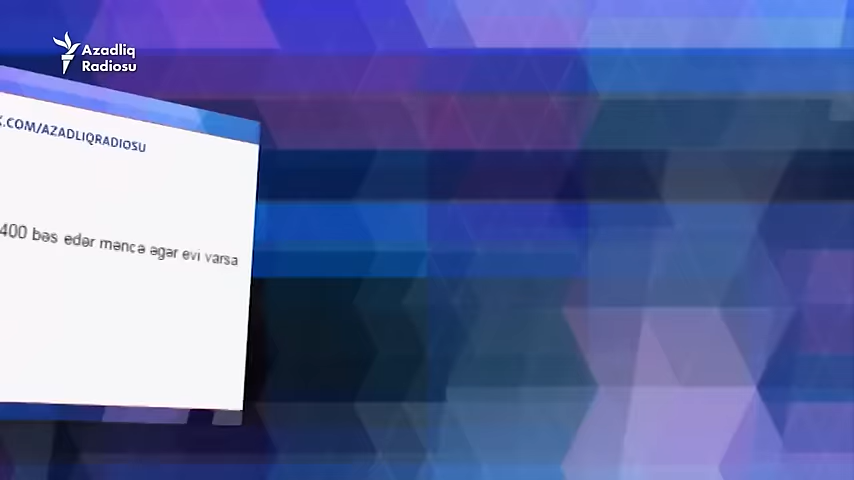 Azadlıq
Radiosu
.COM/AZADLIQRADIOSU
400 bəs edər məncə əgər evi varsa